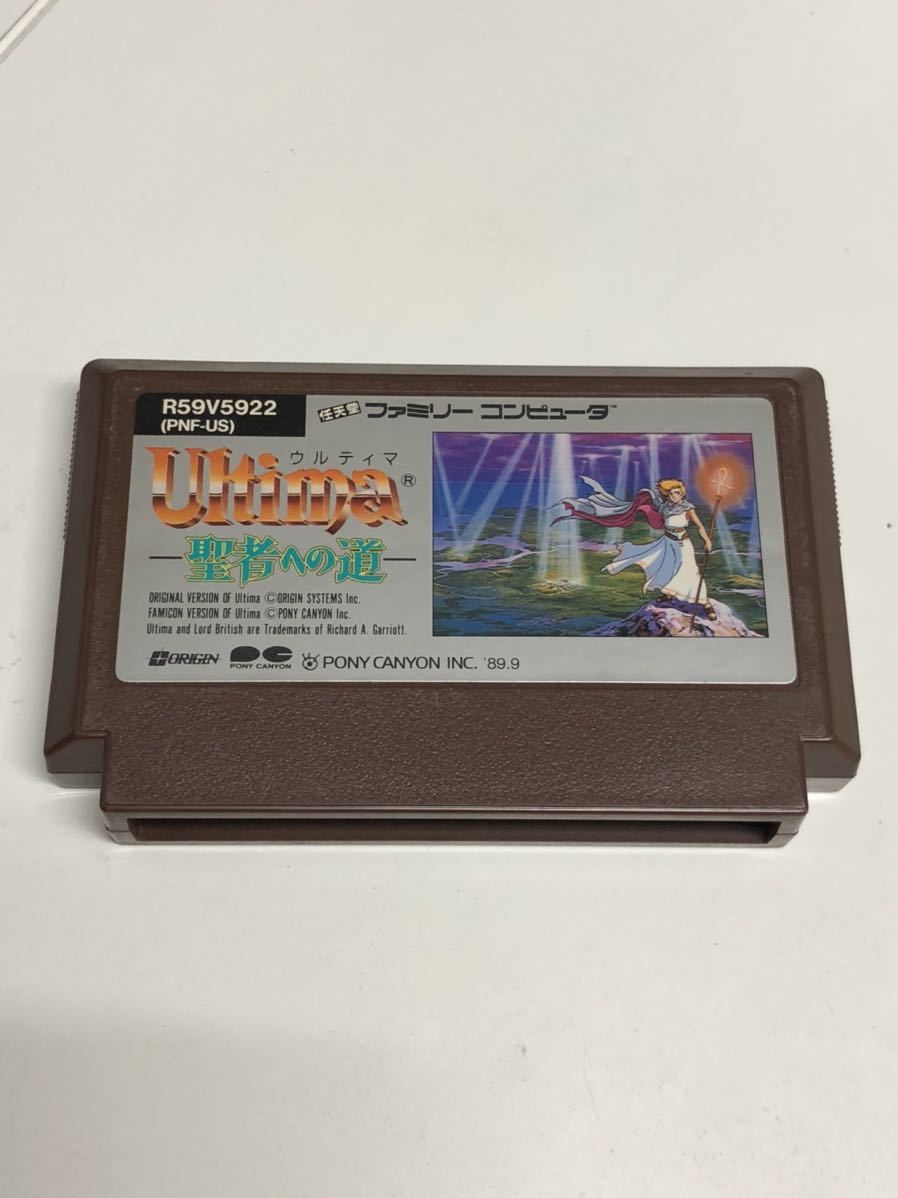 R59V5922
(PNF-US)
任天堂 ファミリー コンピュータ™
ウルティマ
Ultima®
聖者への道
ORIGINAL VERSION OF Ultima ©ORIGIN SYSTEMS Inc.
FAMICON VERSION OF Ultima ©PONY CANYON Inc.
Ultima and Lord British are Trademarks of Richard A. Garriott.
ORIGIN PONY CANYON PONY CANYON INC. '89.9